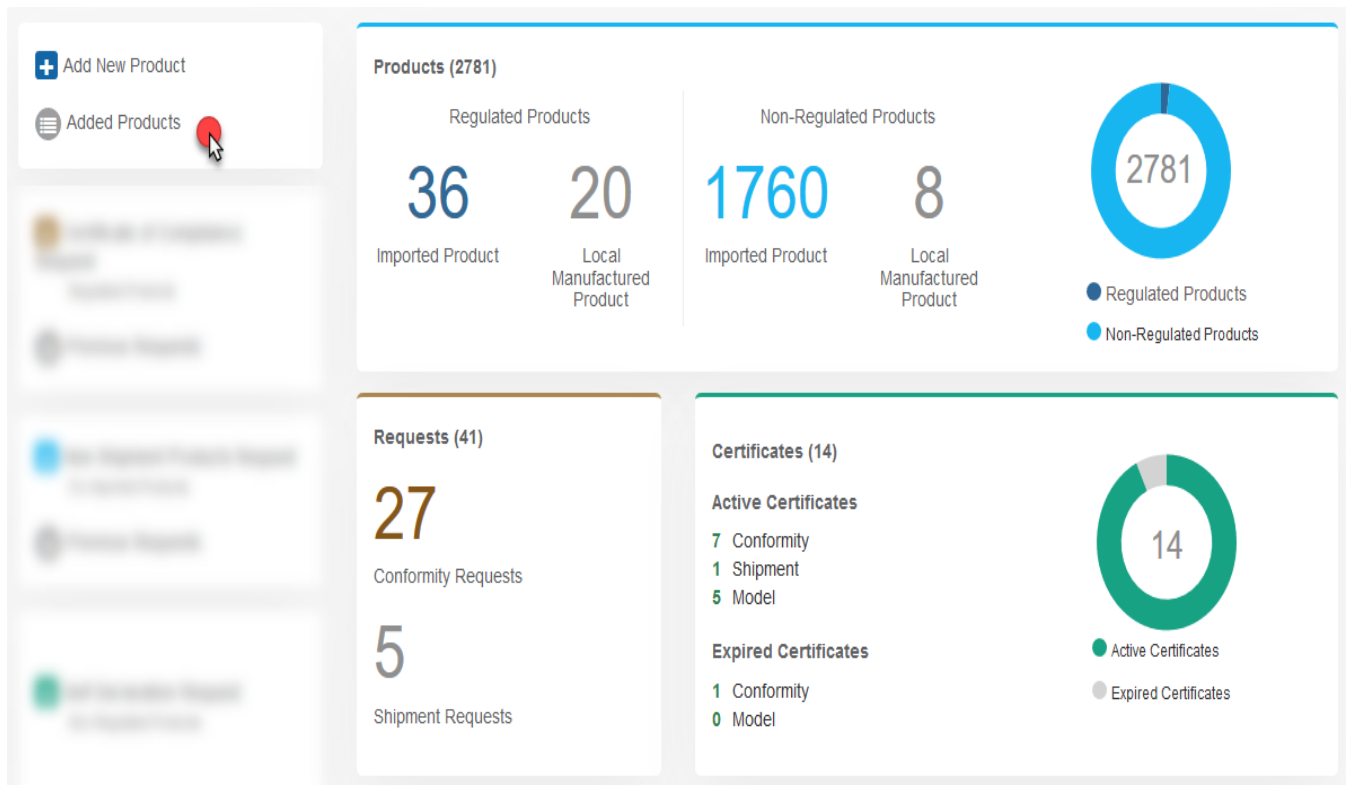 Add New Product
Added Products
Products (2781)
Regulated Products
Non-Regulated Products
36
20
1760
8
Imported Product
Local
Manufactured
Product
Imported Product
Local
Manufactured
Product
2781
Regulated Products
Non-Regulated Products
Requests (41)
27
Conformity Requests
5
Shipment Requests
Certificates (14)
Active Certificates
7 Conformity
1 Shipment
5 Model
Expired Certificates
1 Conformity
0 Model
14
Active Certificates
Expired Certificates